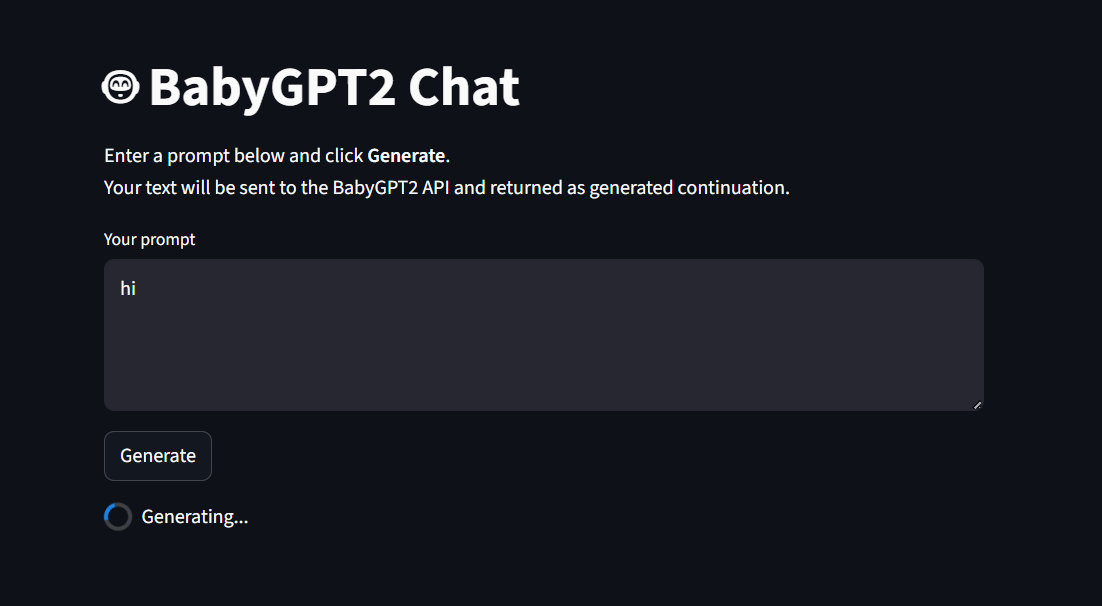 BabyGPT2 Chat
Enter a prompt below and click Generate.
Your text will be sent to the BabyGPT2 API and returned as generated continuation.
Your prompt
hi
Generate
Generating...